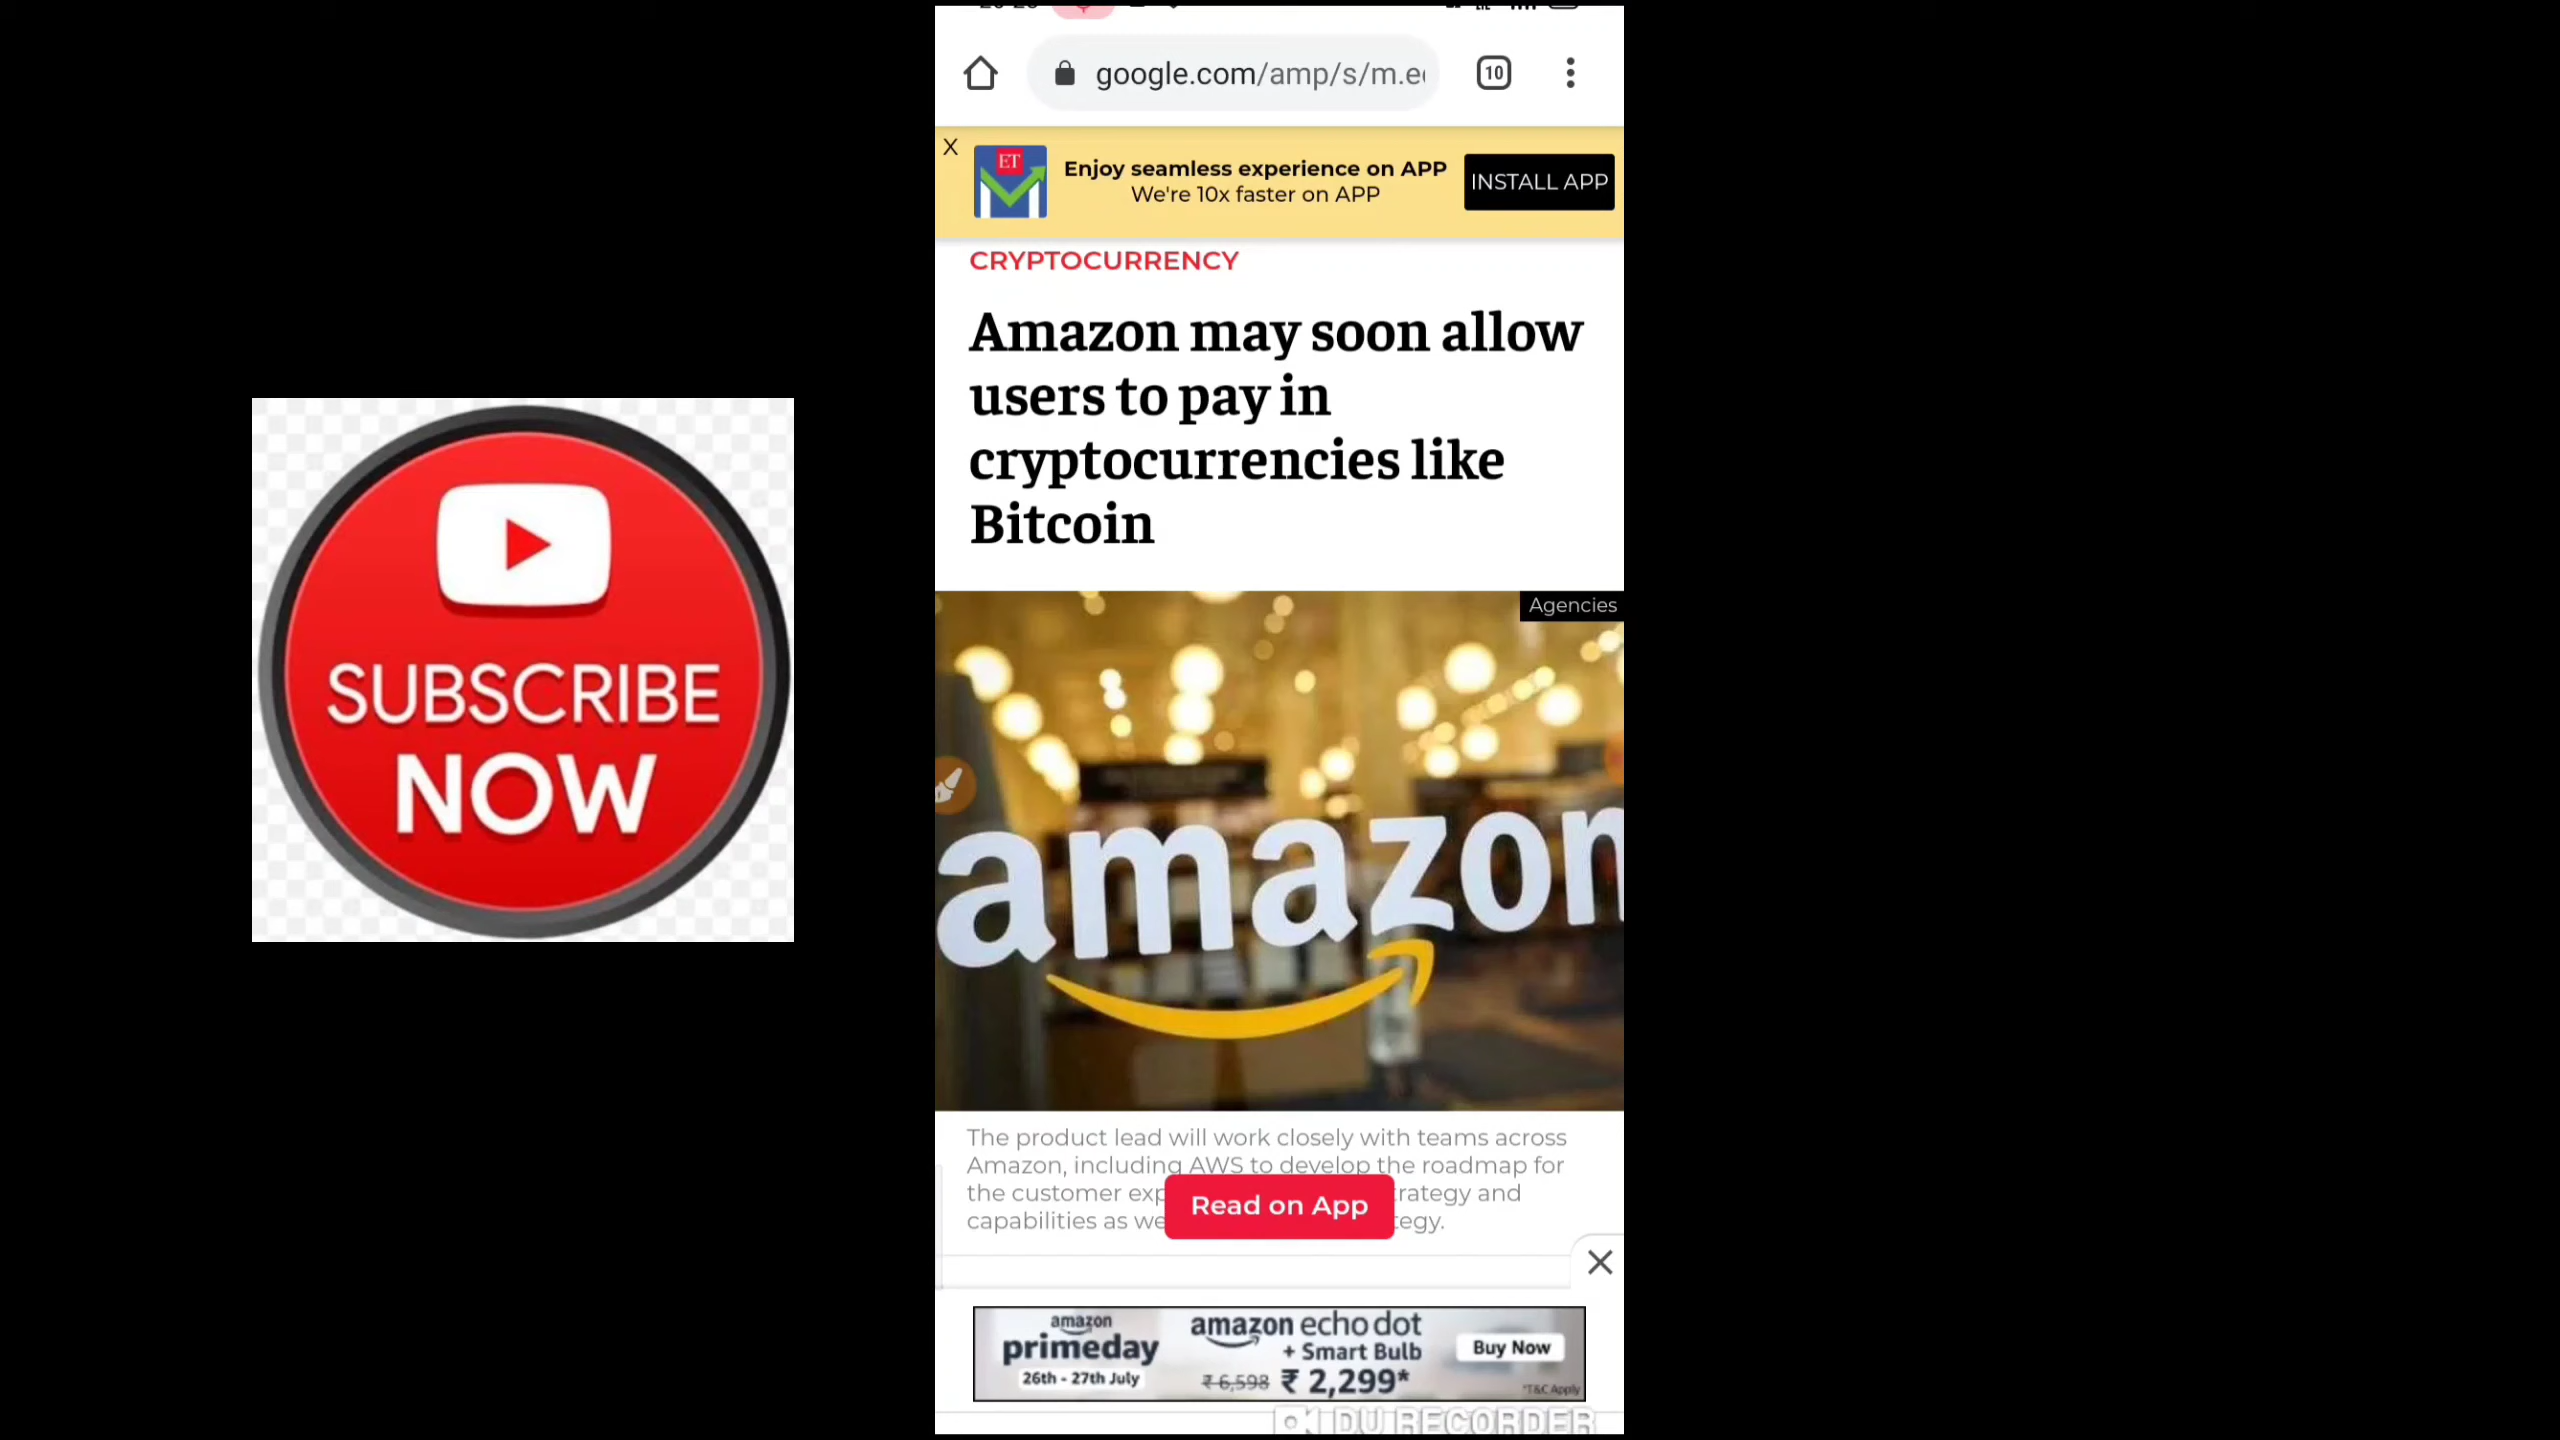 SUBSCRIBE
NOW
google.com/amp/s/m.e
10
X
ET
Enjoy seamless experience on APP
We're 10x faster on APP
INSTALL APP
CRYPTOCURRENCY
Amazon may soon allow
users to pay in
cryptocurrencies like
Bitcoin
Agencies
amazon
The product lead will work closely with teams across
Amazon, including AWS to develop the roadmap for
the customer exp
rategy and
capabilities as we
tegy.
Read on App
amazon
primeday
26th - 27th July
amazon echo dot
+ Smart Bulb
₹ 6,598 ₹ 2,299*
Buy Now
*T&C Apply
DU RECORDER